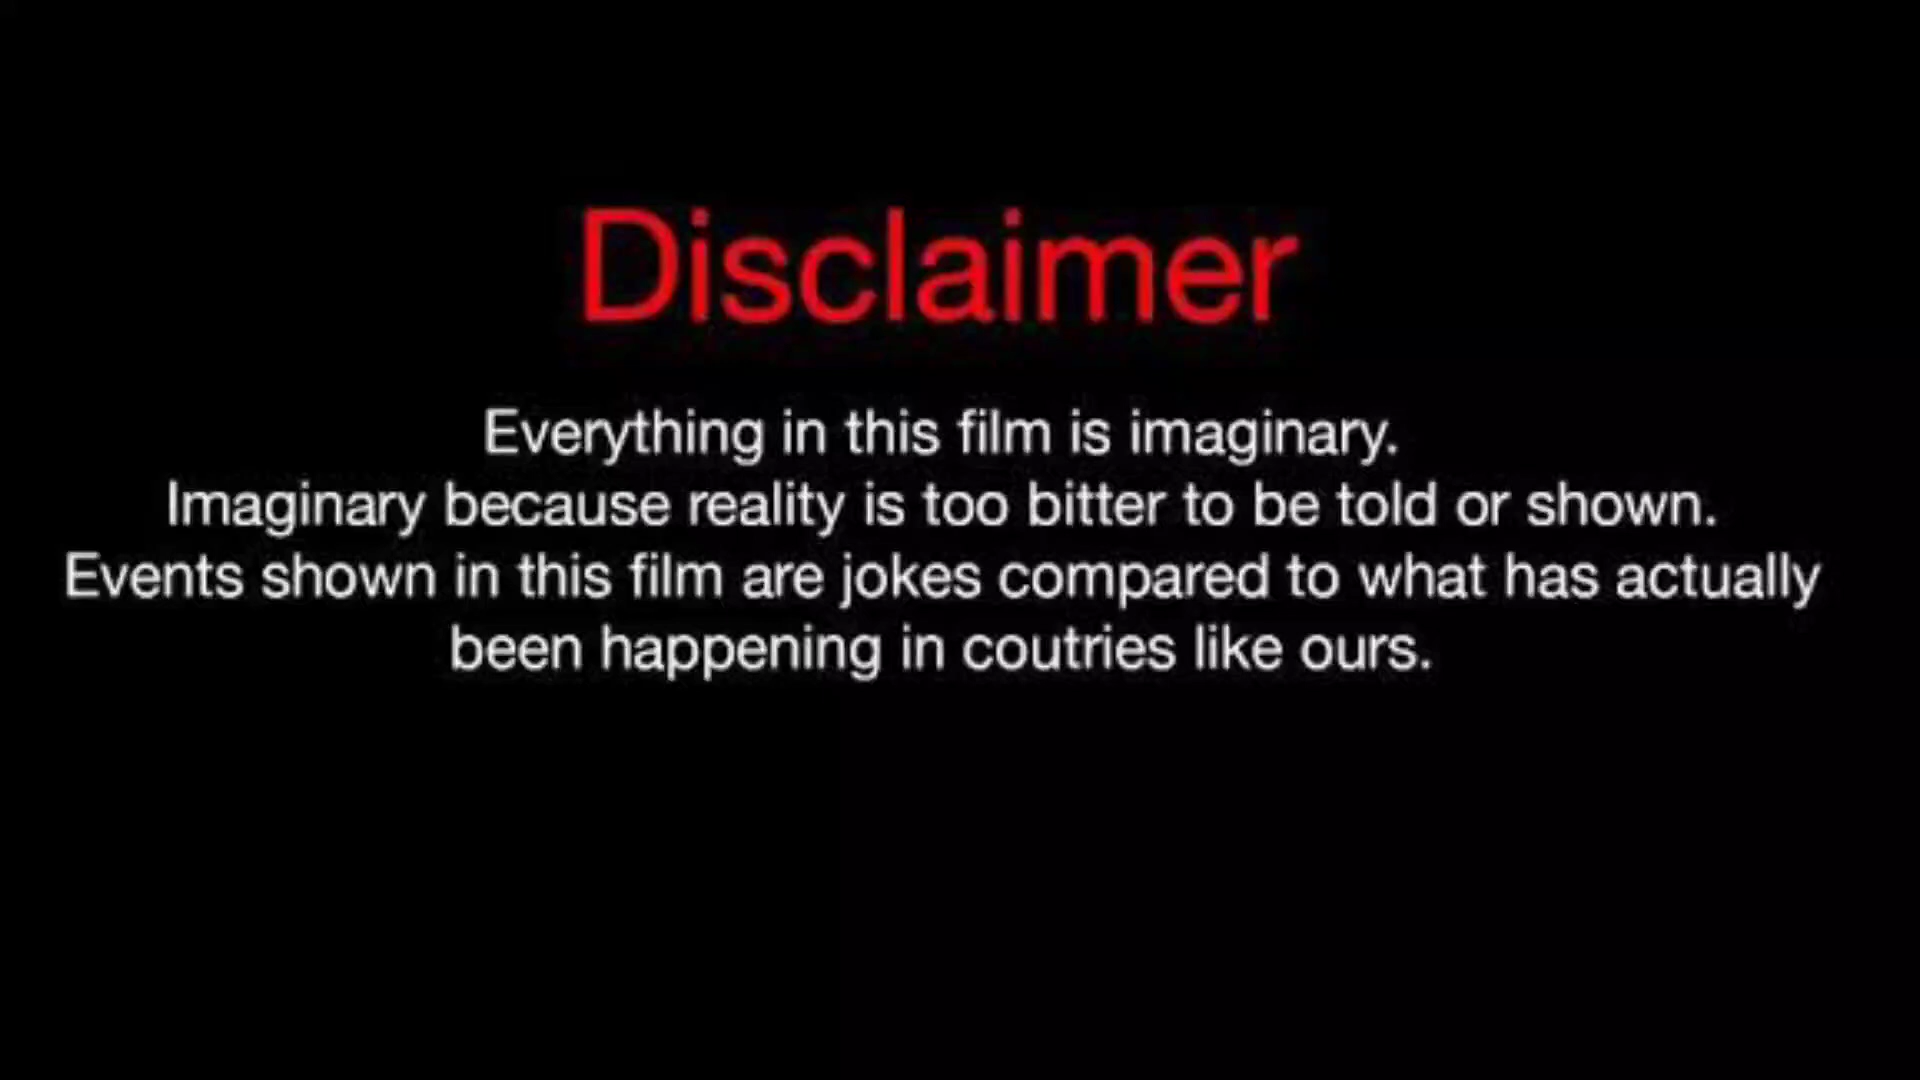 Disclaimer
Everything in this film is imaginary.
Imaginary because reality is too bitter to be told or shown.
Events shown in this film are jokes compared to what has actually
been happening in coutries like ours.